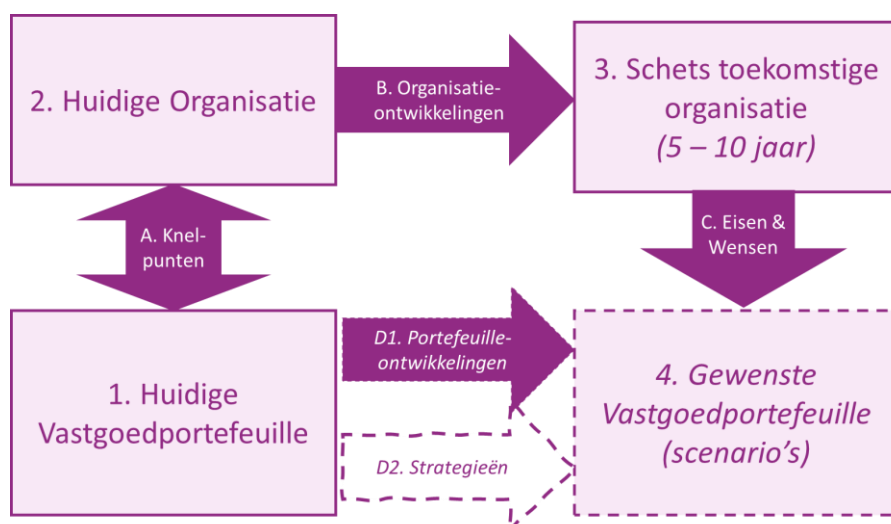 2. Huidige Organisatie
B. Organisatie-
ontwikkelingen
3. Schets toekomstige
organisatie
(5 – 10 jaar)
A. Knel-
punten
C. Eisen &
Wensen
1. Huidige
Vastgoedportefeuille
D1. Portefeuille-
ontwikkelingen
D2. Strategieën
4. Gewenste
Vastgoedportefeuille
(scenario's)